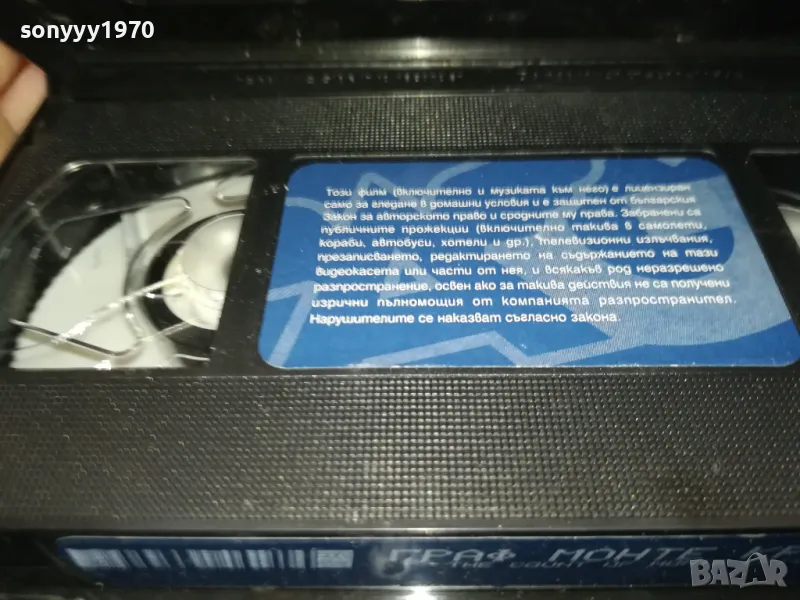 sonyyy1970
Този филм (включително и музиката към него) е лицензиран
само за гледане в домашни условия и е защитен от българския
Закон за авторското право и сродните му права. Забранени са
публичните прожекции (включително такива в самолети,
кораби, автобуси, хотели и др.), телевизионни излъчвания,
презаписването, редактирането на съдържанието на тази
видеокасета или части от нея, и всякакъв род неразрешено
разпространение, освен ако за такива действия не са получени
изрични пълномощия от компанията разпространител.
Нарушителите се наказват съгласно закона.
ГРАФ МОНТЕ
THE COUNT OF
BAZAR